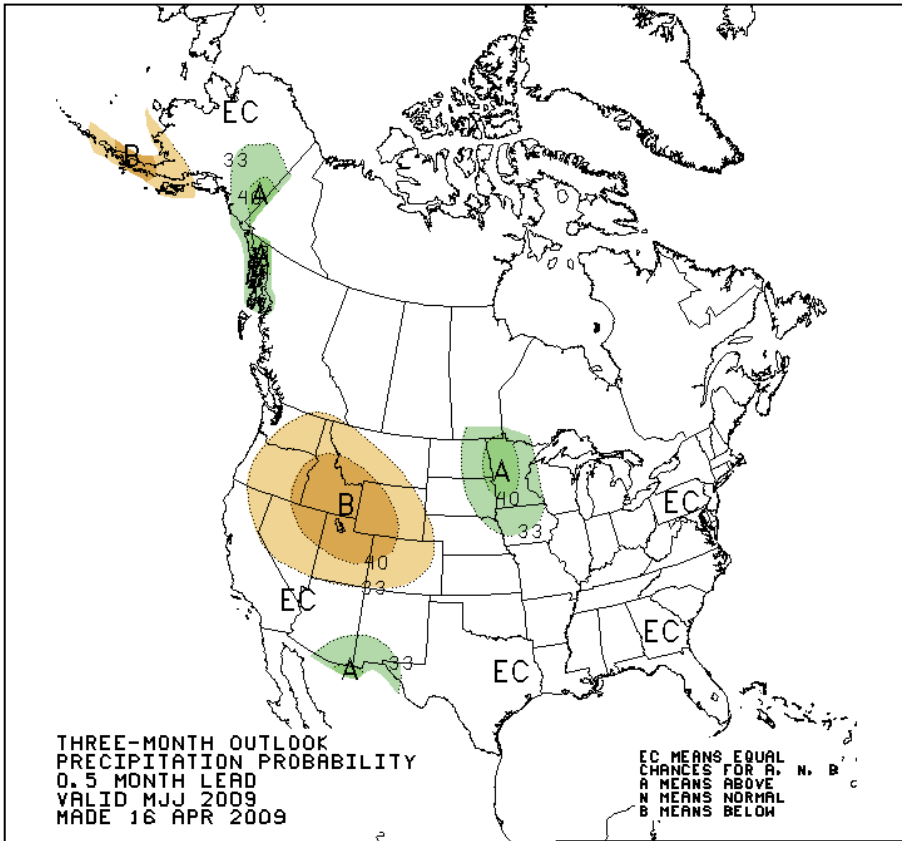 EC
B
33
40
A
A
40
B
EC
33
40
33
EC
EC
A
33
EC
THREE-MONTH OUTLOOK
PRECIPITATION PROBABILITY
0.5 MONTH LEAD
VALID MJJ 2009
MADE 16 APR 2009
EC MEANS EQUAL
CHANCES FOR A, N, B
A MEANS ABOVE
N MEANS NORMAL
B MEANS BELOW